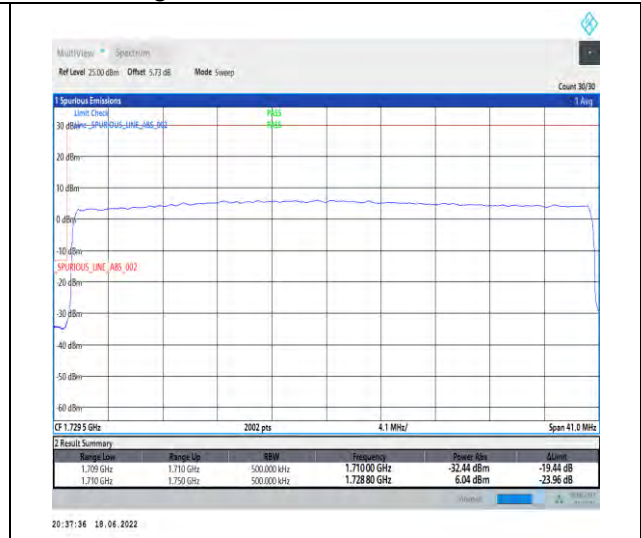 MultiView Spectrum
Ref Level 25.00 dBm Offset 5.73 dB Mode Sweep
Count 30/30
1 Spurious Emissions 1 Avg
Limit Check PASS
30 dBm Line _SPURIOUS_LINE_ABS_002 PASS
20 dBm
10 dBm
0 dBm
-10 dBm
_SPURIOUS_LINE_ABS_002
-20 dBm
-30 dBm
-40 dBm
-50 dBm
-60 dBm
CF 1.7295 GHz 2002 pts 4.1 MHz/ Span 41.0 MHz
2 Result Summary
Range Low Range Up RBW Frequency Power Abs ΔLimit
1.709 GHz 1.710 GHz 500.000 kHz 1.71000 GHz -32.44 dBm -19.44 dB
1.710 GHz 1.750 GHz 500.000 kHz 1.72880 GHz 6.04 dBm -23.96 dB
20:37:36 18.06.2022